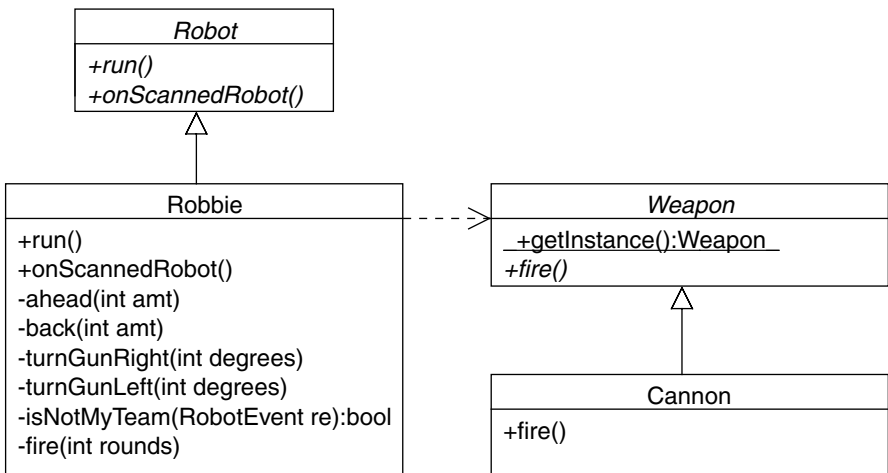 Robot
+run()
+onScannedRobot()
Robbie
+run()
+onScannedRobot()
-ahead(int amt)
-back(int amt)
-turnGunRight(int degrees)
-turnGunLeft(int degrees)
-isNotMyTeam(RobotEvent re):bool
-fire(int rounds)
Weapon
+getInstance():Weapon
+fire()
Cannon
+fire()